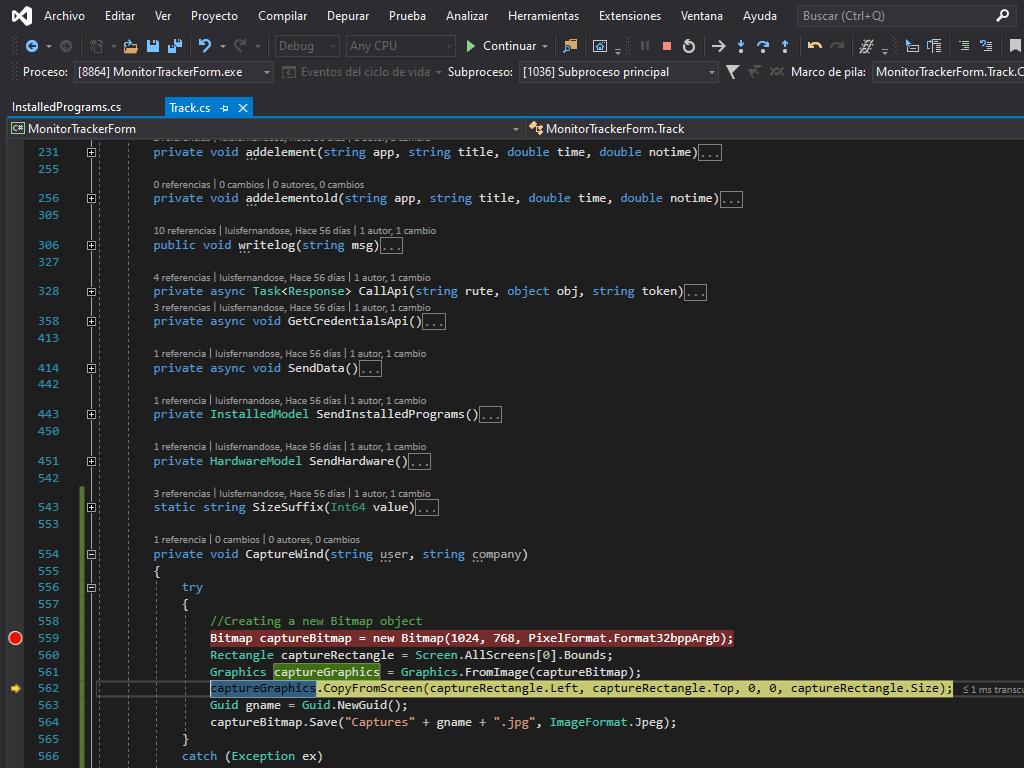 Archivo Editar Ver Proyecto Compilar Depurar Prueba Analizar Herramientas Extensiones Ventana Ayuda Buscar (Ctrl+Q)
Debug Any CPU Continuar
Proceso: [8864] MonitorTrackerForm.exe Eventos del ciclo de vida Subproceso: [1036] Subproceso principal Marco de pila: MonitorTrackerForm.Track.C
InstalledPrograms.cs Track.cs
C# MonitorTrackerForm MonitorTrackerForm.Track
231 private void addelement(string app, string title, double time, double notime)...
255
0 referencias | 0 cambios | 0 autores, 0 cambios
256 private void addelementold(string app, string title, double time, double notime)...
305
10 referencias | luisfernandose, Hace 56 días | 1 autor, 1 cambio
306 public void writelog(string msg)...
327
4 referencias | luisfernandose, Hace 56 días | 1 autor, 1 cambio
328 private async Task<Response> CallApi(string rute, object obj, string token)...
3 referencias | luisfernandose, Hace 56 días | 1 autor, 1 cambio
358 private async void GetCredentialsApi()...
413
1 referencia | luisfernandose, Hace 56 días | 1 autor, 1 cambio
414 private async void SendData()...
442
1 referencia | luisfernandose, Hace 56 días | 1 autor, 1 cambio
443 private InstalledModel SendInstalledPrograms()...
450
1 referencia | luisfernandose, Hace 56 días | 1 autor, 1 cambio
451 private HardwareModel SendHardware()...
542
3 referencias | luisfernandose, Hace 56 días | 1 autor, 1 cambio
543 static string SizeSuffix(Int64 value)...
553
1 referencia | 0 cambios | 0 autores, 0 cambios
554 private void CaptureWind(string user, string company)
555 {
556 try
557 {
558 //Creating a new Bitmap object
559 Bitmap captureBitmap = new Bitmap(1024, 768, PixelFormat.Format32bppArgb);
560 Rectangle captureRectangle = Screen.AllScreens[0].Bounds;
561 Graphics captureGraphics = Graphics.FromImage(captureBitmap);
562 captureGraphics.CopyFromScreen(captureRectangle.Left, captureRectangle.Top, 0, 0, captureRectangle.Size); ≤ 1 ms transcu
563 Guid gname = Guid.NewGuid();
564 captureBitmap.Save("Captures" + gname + ".jpg", ImageFormat.Jpeg);
565 }
566 catch (Exception ex)